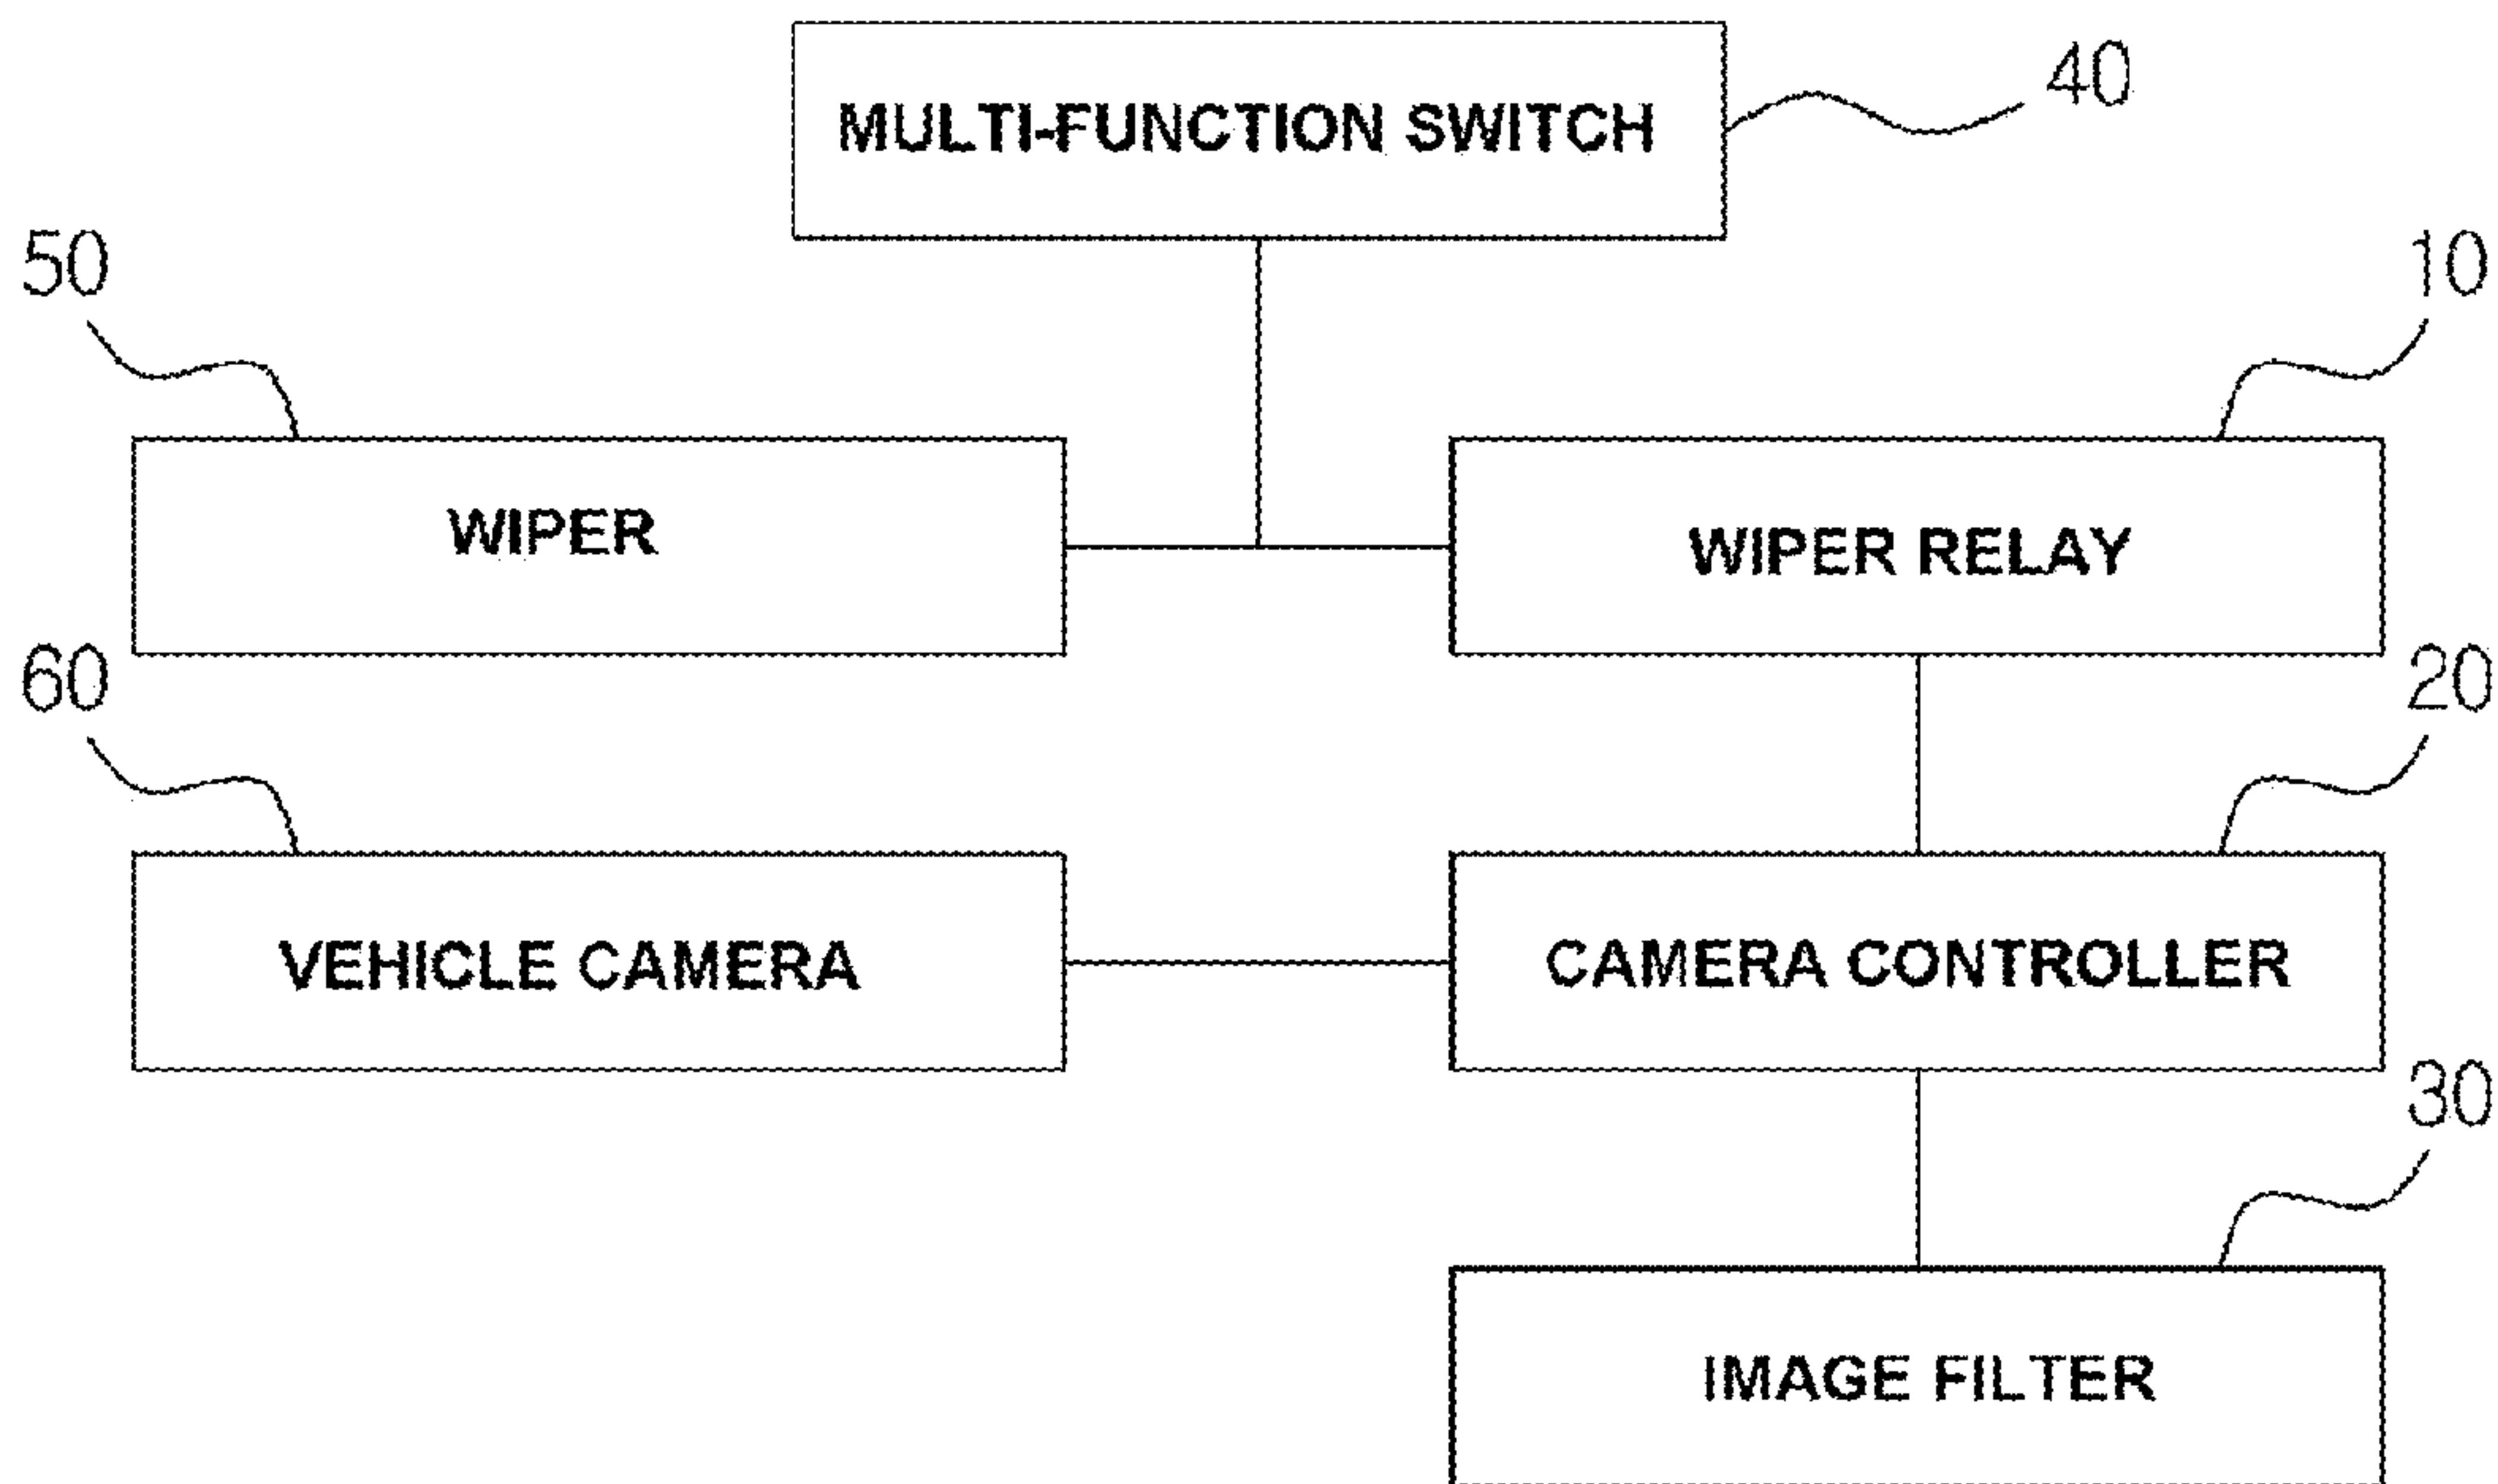 MULTI-FUNCTION SWITCH
40
50
10
WIPER
WIPER RELAY
60
20
VEHICLE CAMERA
CAMERA CONTROLLER
30
IMAGE FILTER